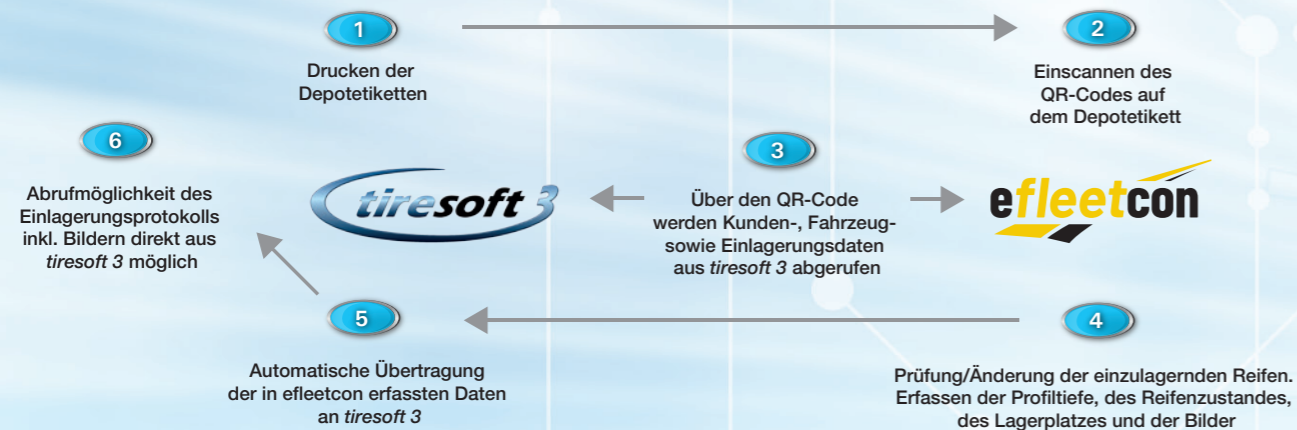 1
Drucken der
Depotetiketten
2
Einscannen des
QR-Codes auf
dem Depotetikett
3
Über den QR-Code
werden Kunden-, Fahrzeug-
sowie Einlagerungsdaten
aus tiresoft 3 abgerufen
tiresoft 3
efleetcon
4
Prüfung/Änderung der einzulagernden Reifen.
Erfassen der Profiltiefe, des Reifenzustandes,
des Lagerplatzes und der Bilder
5
Automatische Übertragung
der in efleetcon erfassten Daten
an tiresoft 3
6
Abrufmöglichkeit des
Einlagerungsprotokolls
inkl. Bildern direkt aus
tiresoft 3 möglich